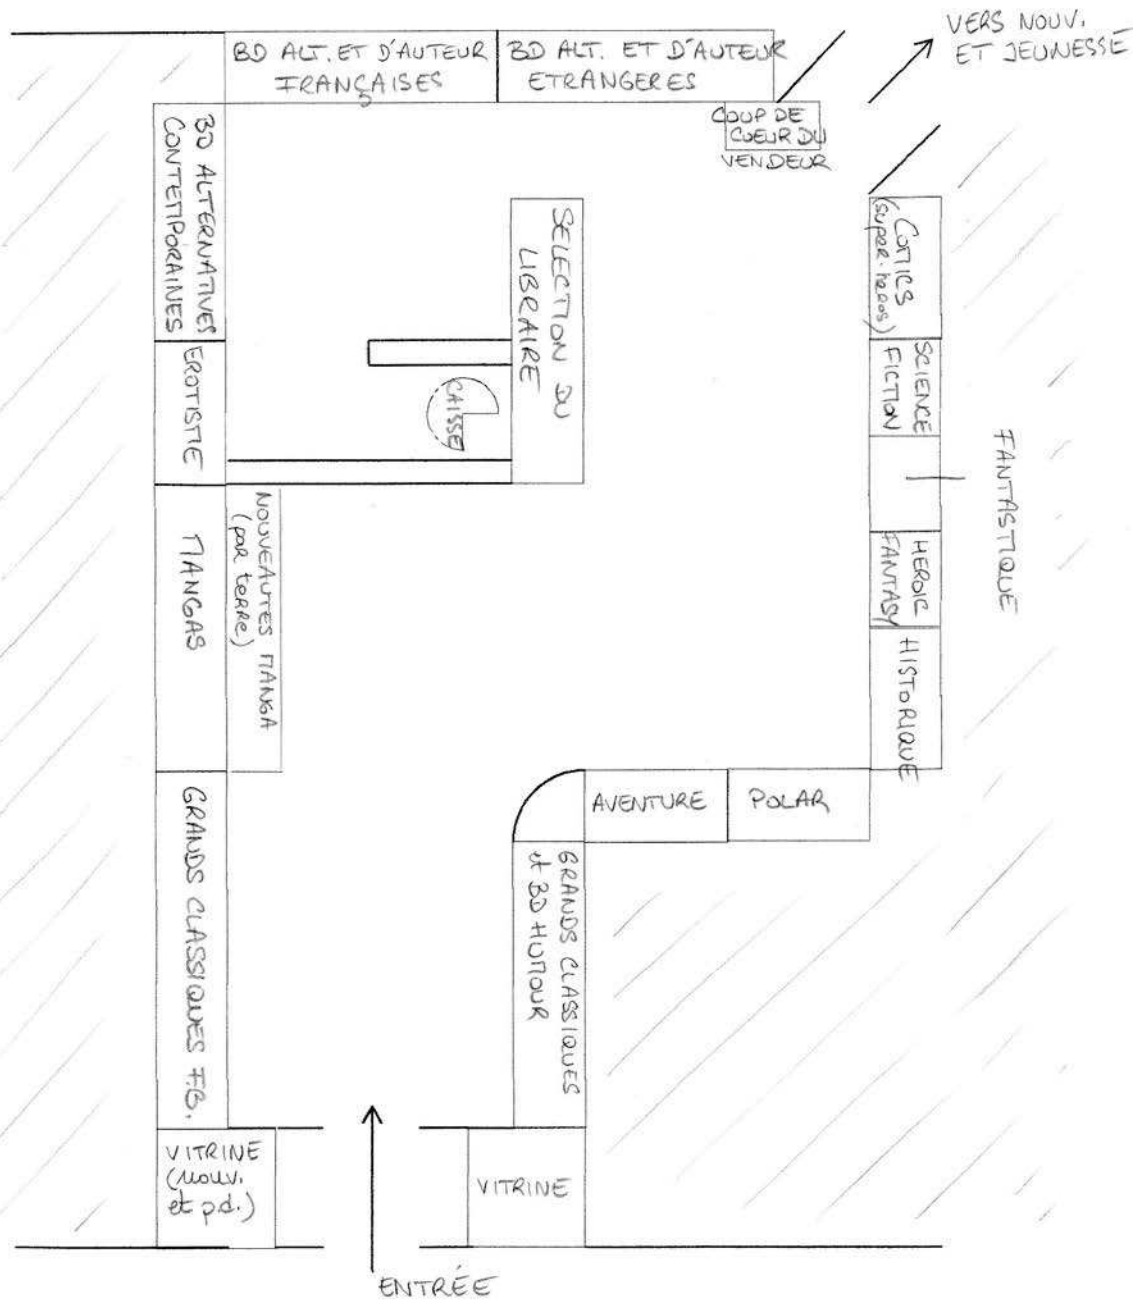 VERS NOUV.
ET JEUNESSE
BD ALT. ET D'AUTEUR
FRANÇAISES
BD ALT. ET D'AUTEUR
ETRANGERES
COUP DE
COEUR DU
VENDEUR
BD ALTERNATIVES
CONTEMPORAINES
SELECTION DU
LIBRAIRE
COMICS
(super-heros)
SCIENCE
FICTION
EROTISME
CAISSE
FANTASTIQUE
HEROIC
FANTASY
MANGAS
NOUVEAUTES MANGA
(par terre)
HISTORIQUE
AVENTURE
POLAR
GRANDS CLASSIQUES F.B.
GRANDS CLASSIQUES
et BD HUMOUR
VITRINE
(nouv.
et p.d.)
VITRINE
ENTRÉE